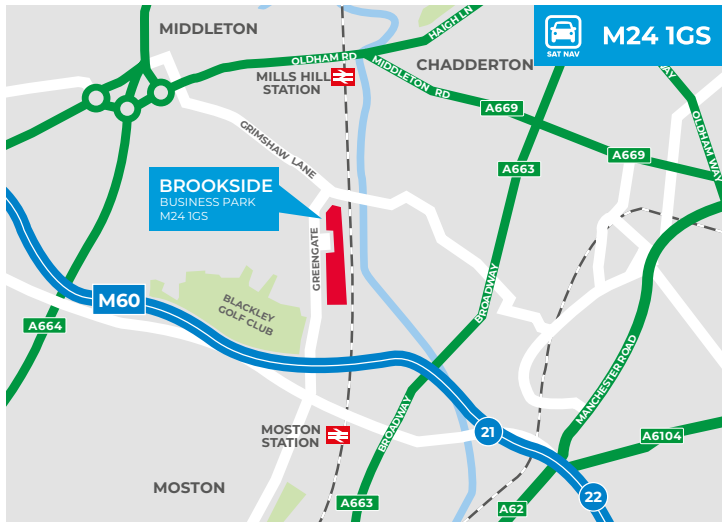 MIDDLETON
HAIGH LN
SAT NAV
M24 1GS
OLDHAM RD
MILLS HILL
STATION
CHADDERTON
MIDDLETON RD
WAY
A669
OLDHAM WAY
GRIMSHAW LANE
A669
A663
BROOKSIDE
BUSINESS PARK
M24 1GS
GREENGATE
M60
BLACKLEY
GOLF CLUB
BROADWAY
A664
MANCHESTER ROAD
BROADWAY
MOSTON
STATION
21
A6104
MOSTON
A663
A62
22